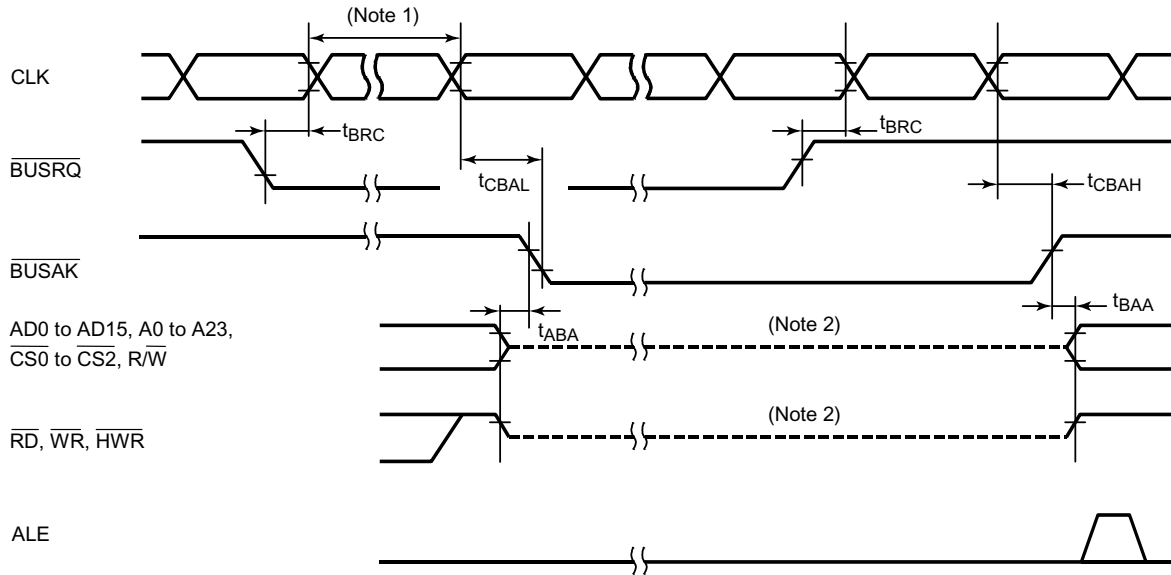 (Note 1)
CLK
tBRC
tBRC
BUSRQ
tCBAL
tCBAH
BUSAK
tBAA
AD0 to AD15, A0 to A23,
tABA
(Note 2)
CS0 to CS2, R/W
(Note 2)
RD, WR, HWR
ALE